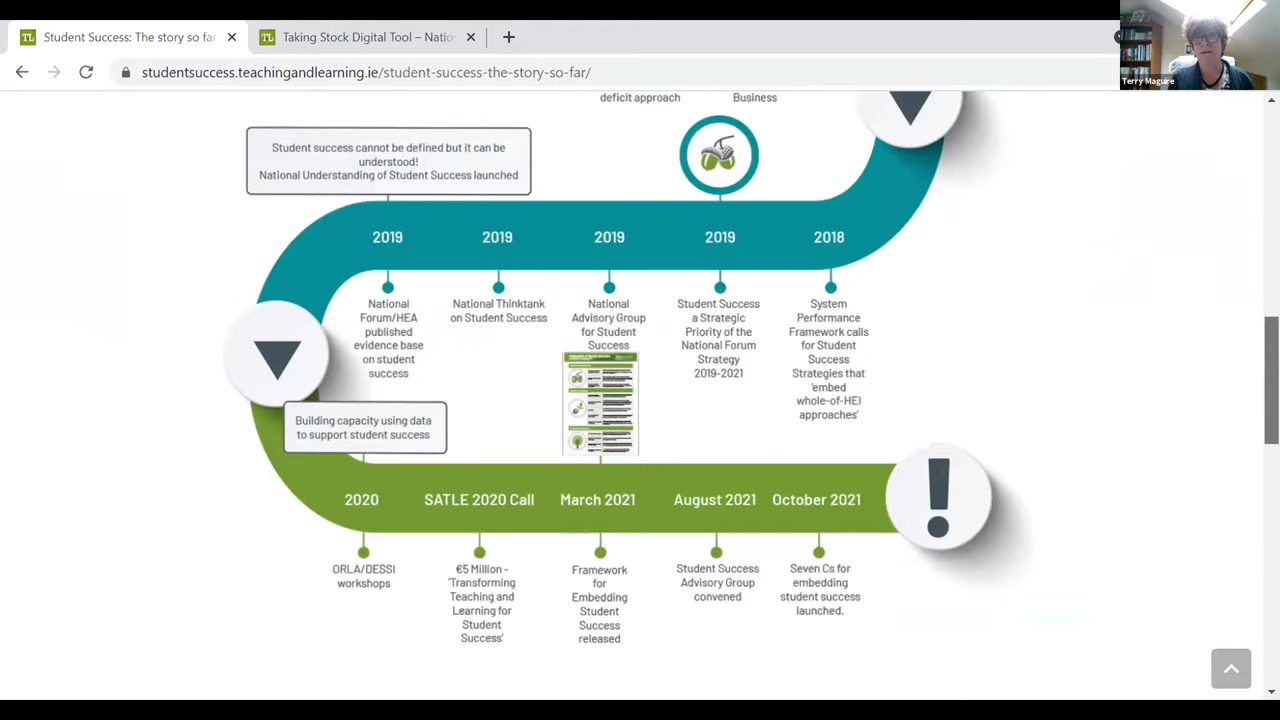 Student Success: The story so far
Taking Stock Digital Tool – Natio
studentsuccess.teachingandlearning.ie/student-success-the-story-so-far/
Terry Maguire
deficit approach
Business
Student success cannot be defined but it can be
understood!
National Understanding of Student Success launched
2019
2019
2019
2019
2018
National
Forum/HEA
published
evidence base
on student
success
National Thinktank
on Student Success
National
Advisory Group
for Student
Success
Student Success
a Strategic
Priority of the
National Forum
Strategy
2019-2021
System
Performance
Framework calls
for Student
Success
Strategies that
'embed
whole-of-HEI
approaches'
Building capacity using data
to support student success
2020
SATLE 2020 Call
March 2021
August 2021
October 2021
ORLA/DESSI
workshops
€5 Million -
'Transforming
Teaching and
Learning for
Student
Success'
Framework
for
Embedding
Student
Success
released
Student Success
Advisory Group
convened
Seven Cs for
embedding
student success
launched.